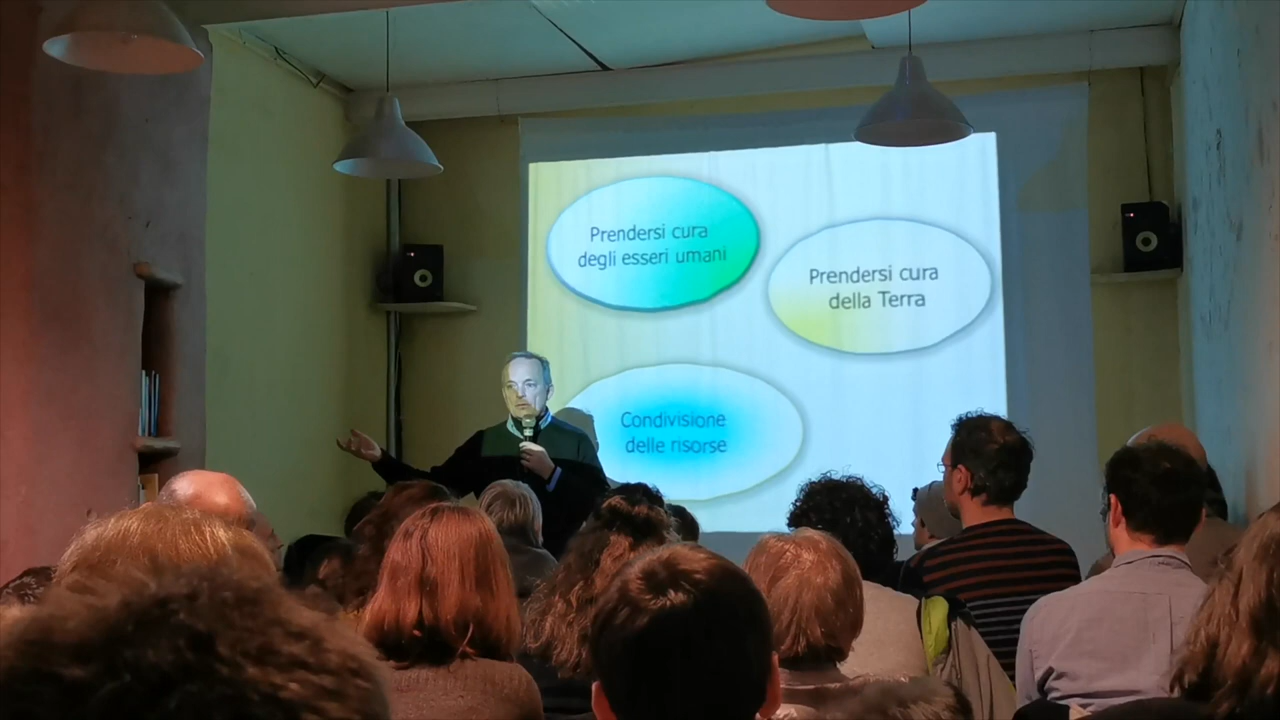 Prendersi cura
degli esseri umani
Prendersi cura
della Terra
Condivisione
delle risorse